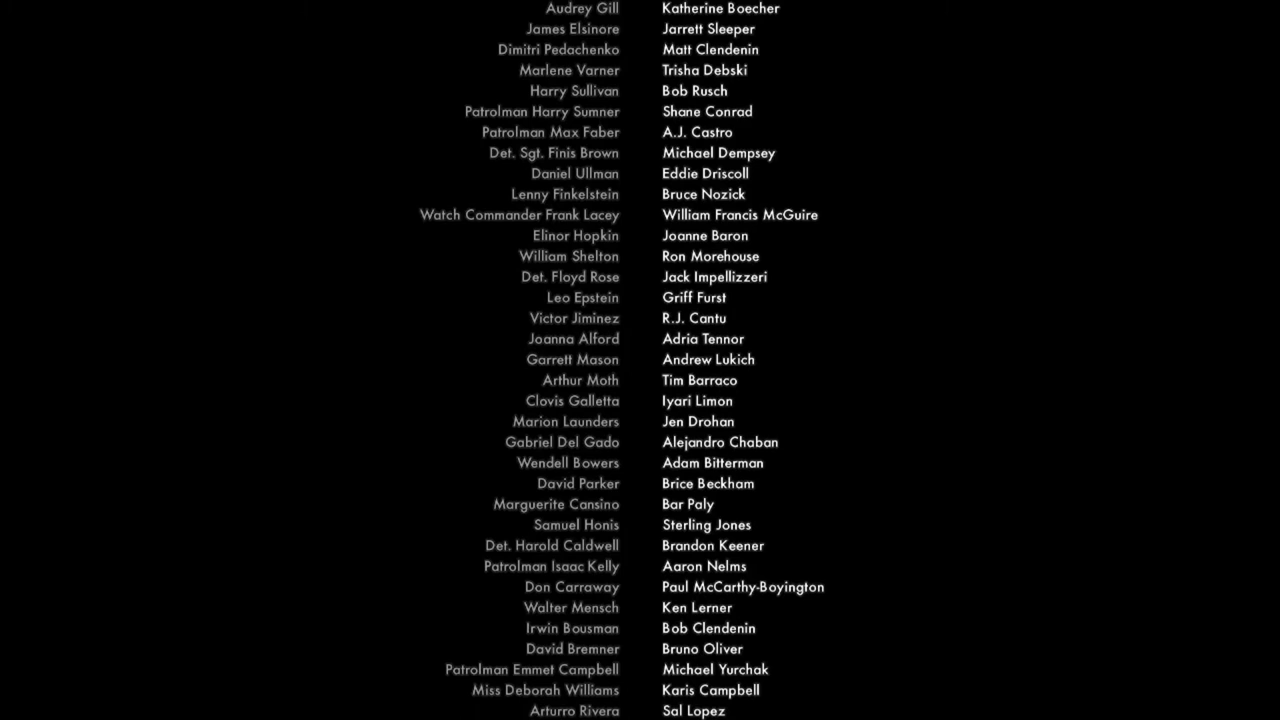 Audrey Gill Katherine Boecher
James Elsinore Jarrett Sleeper
Dimitri Pedachenko Matt Clendenin
Marlene Varner Trisha Debski
Harry Sullivan Bob Rusch
Patrolman Harry Sumner Shane Conrad
Patrolman Max Faber A.J. Castro
Det. Sgt. Finis Brown Michael Dempsey
Daniel Ullman Eddie Driscoll
Lenny Finkelstein Bruce Nozick
Watch Commander Frank Lacey William Francis McGuire
Elinor Hopkin Joanne Baron
William Shelton Ron Morehouse
Det. Floyd Rose Jack Impellizzeri
Leo Epstein Griff Furst
Victor Jiminez R.J. Cantu
Joanna Alford Adria Tennor
Garrett Mason Andrew Lukich
Arthur Moth Tim Barraco
Clovis Galletta Iyari Limon
Marion Launders Jen Drohan
Gabriel Del Gado Alejandro Chaban
Wendell Bowers Adam Bitterman
David Parker Brice Beckham
Marguerite Cansino Bar Paly
Samuel Honis Sterling Jones
Det. Harold Caldwell Brandon Keener
Patrolman Isaac Kelly Aaron Nelms
Don Carraway Paul McCarthy-Boyington
Walter Mensch Ken Lerner
Irwin Bousman Bob Clendenin
David Bremner Bruno Oliver
Patrolman Emmet Campbell Michael Yurchak
Miss Deborah Williams Karis Campbell
Arturo Rivera Sal Lopez